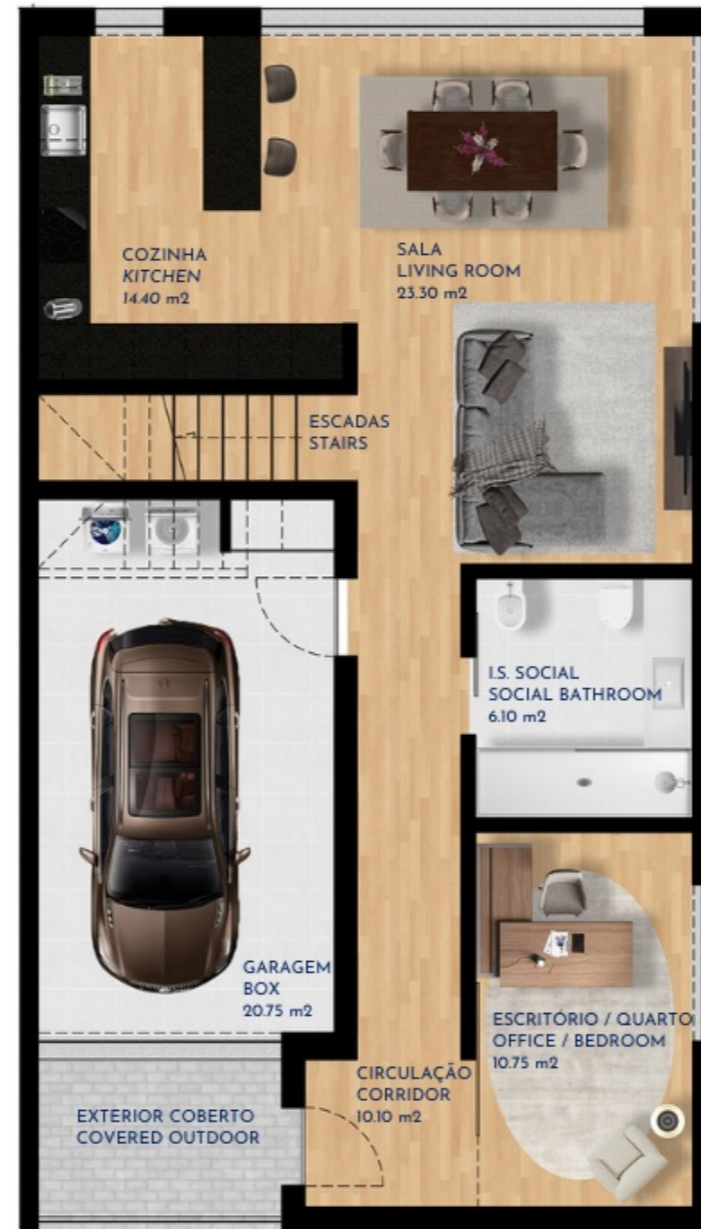 COZINHA
KITCHEN
14.40 m2
SALA
LIVING ROOM
23.30 m2
ESCADAS
STAIRS
I.S. SOCIAL
SOCIAL BATHROOM
6.10 m2
GARAGEM
BOX
20.75 m2
ESCRITÓRIO / QUARTO
OFFICE / BEDROOM
10.75 m2
CIRCULAÇÃO
CORRIDOR
10.10 m2
EXTERIOR COBERTO
COVERED OUTDOOR